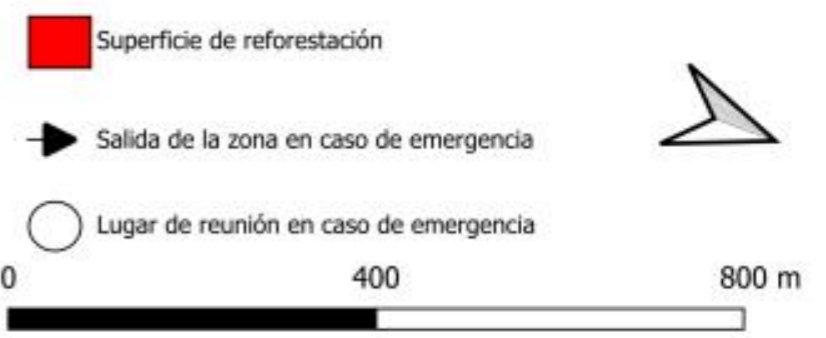 Superficie de reforestación
Salida de la zona en caso de emergencia
Lugar de reunión en caso de emergencia
0 400 800 m